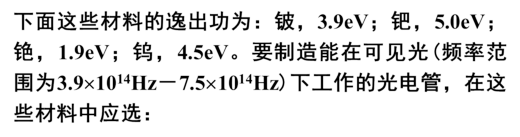 下面这些材料的逸出功为：铍，3.9eV；钯，5.0eV；
铯，1.9eV；钨，4.5eV。要制造能在可见光(频率范
围为3.9×10¹⁴Hz－7.5×10¹⁴Hz)下工作的光电管，在这
些材料中应选：